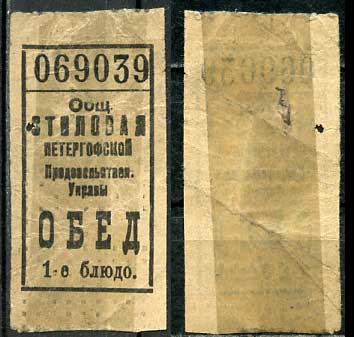 069039
Общ.
СТОЛОВАЯ
ПЕТЕРГОФСКОЙ
Продовольствен.
Управы
ОБЕД
1-е блюдо.